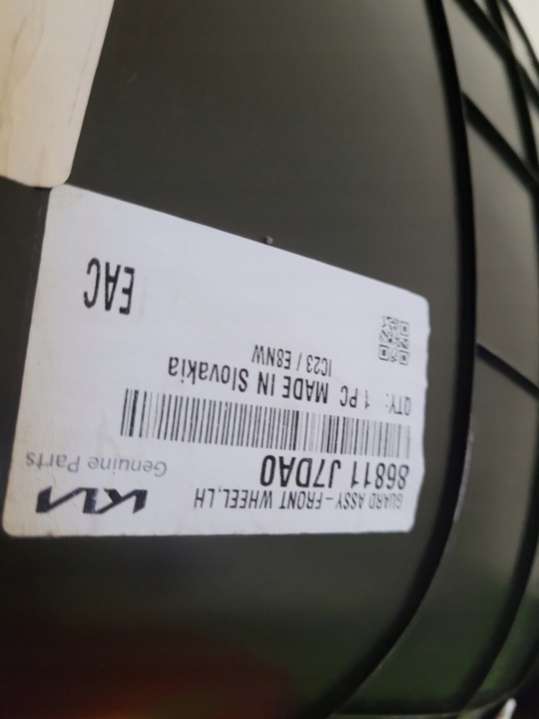 GUARD ASSY-FRONT WHEEL,LH
KIA
86811 J7DA0
Genuine Parts
QTY: 1 PC MADE IN Slovakia
IC23 / E8NW
EAC